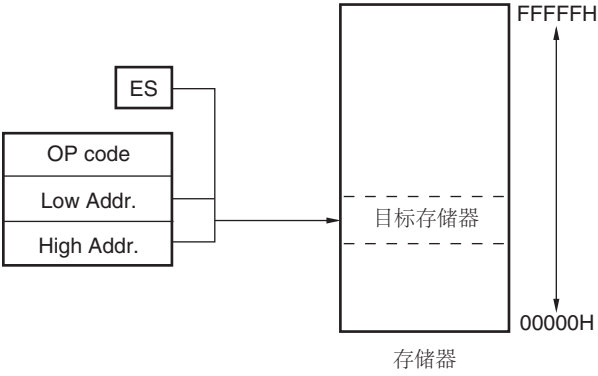 FFFFFH
ES
OP code
Low Addr.
High Addr.
目标存储器
00000H
存储器